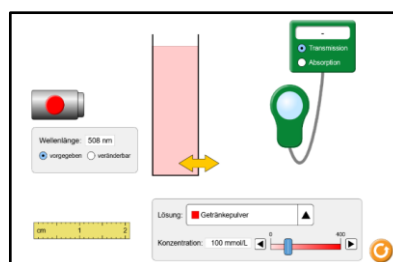 -
Transmission
Absorption
Wellenlänge: 508 nm
vorgegeben veränderbar
cm 1 2
Lösung: Getränkepulver
0 400
Konzentration: 100 mmol/L